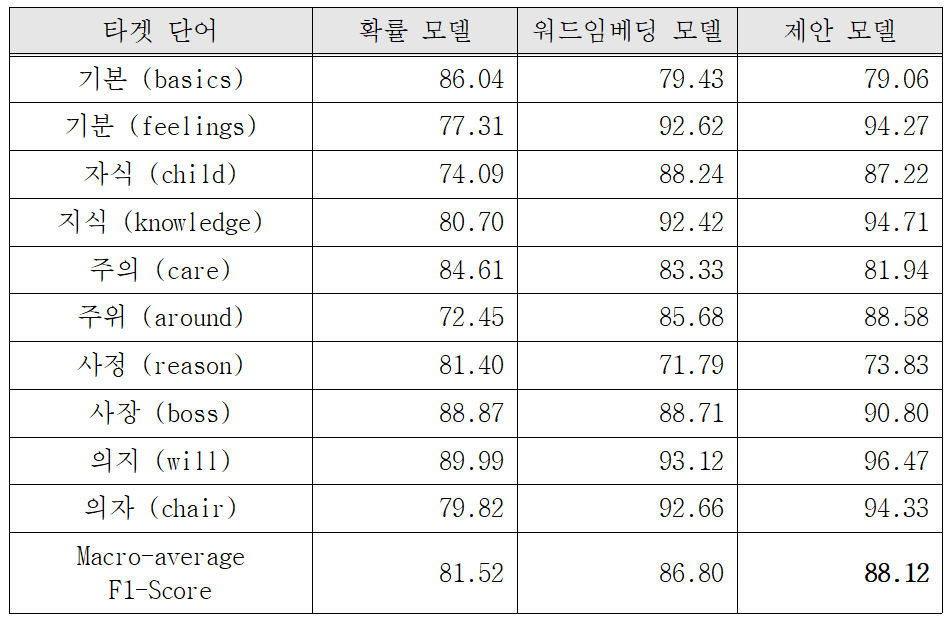 타겟 단어 확률 모델 워드임베딩 모델 제안 모델
기본 (basics) 86.04 79.43 79.06
기분 (feelings) 77.31 92.62 94.27
자식 (child) 74.09 88.24 87.22
지식 (knowledge) 80.70 92.42 94.71
주의 (care) 84.61 83.33 81.94
주위 (around) 72.45 85.68 88.58
사정 (reason) 81.40 71.79 73.83
사장 (boss) 88.87 88.71 90.80
의지 (will) 89.99 93.12 96.47
의자 (chair) 79.82 92.66 94.33
Macro-average
F1-Score 81.52 86.80 88.12